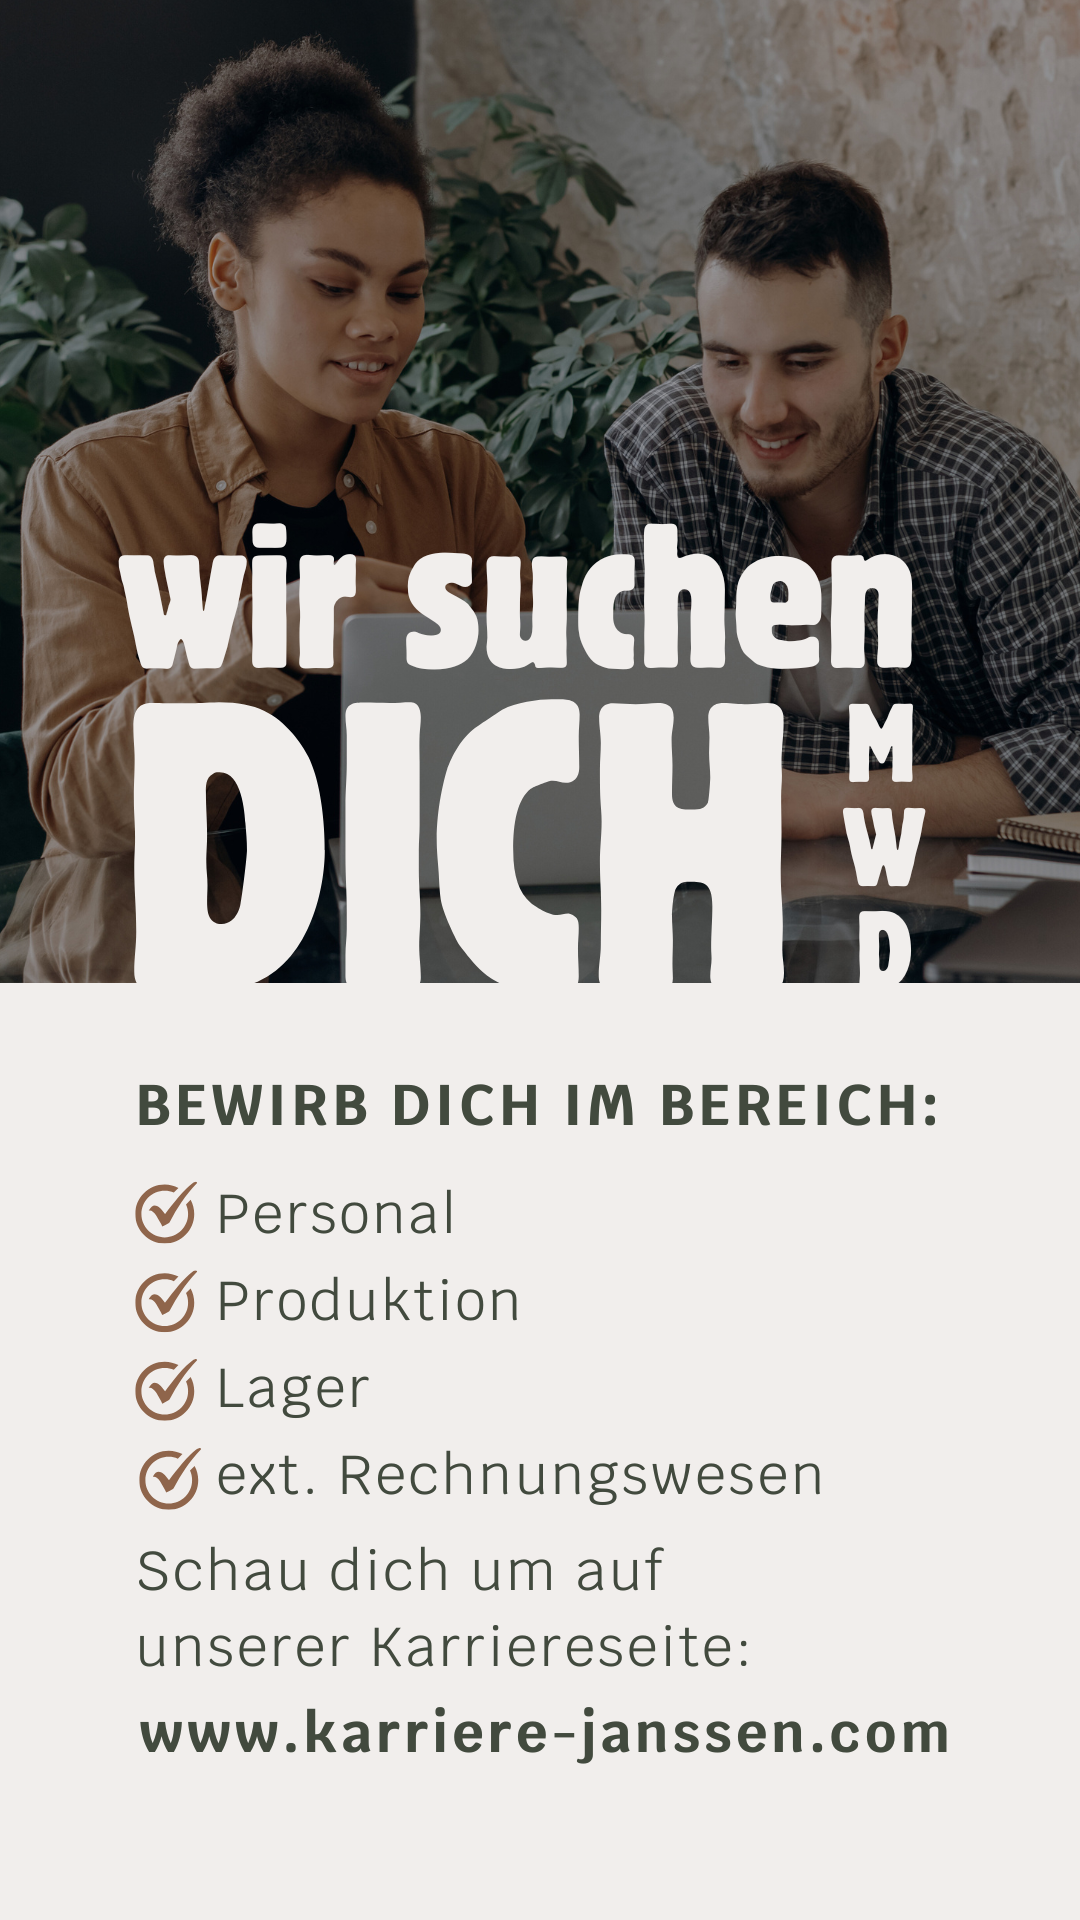 wir suchen
DICH
M
W
D
BEWIRB DICH IM BEREICH:
Personal
Produktion
Lager
ext. Rechnungswesen
Schau dich um auf
unserer Karriereseite:
www.karriere-janssen.com